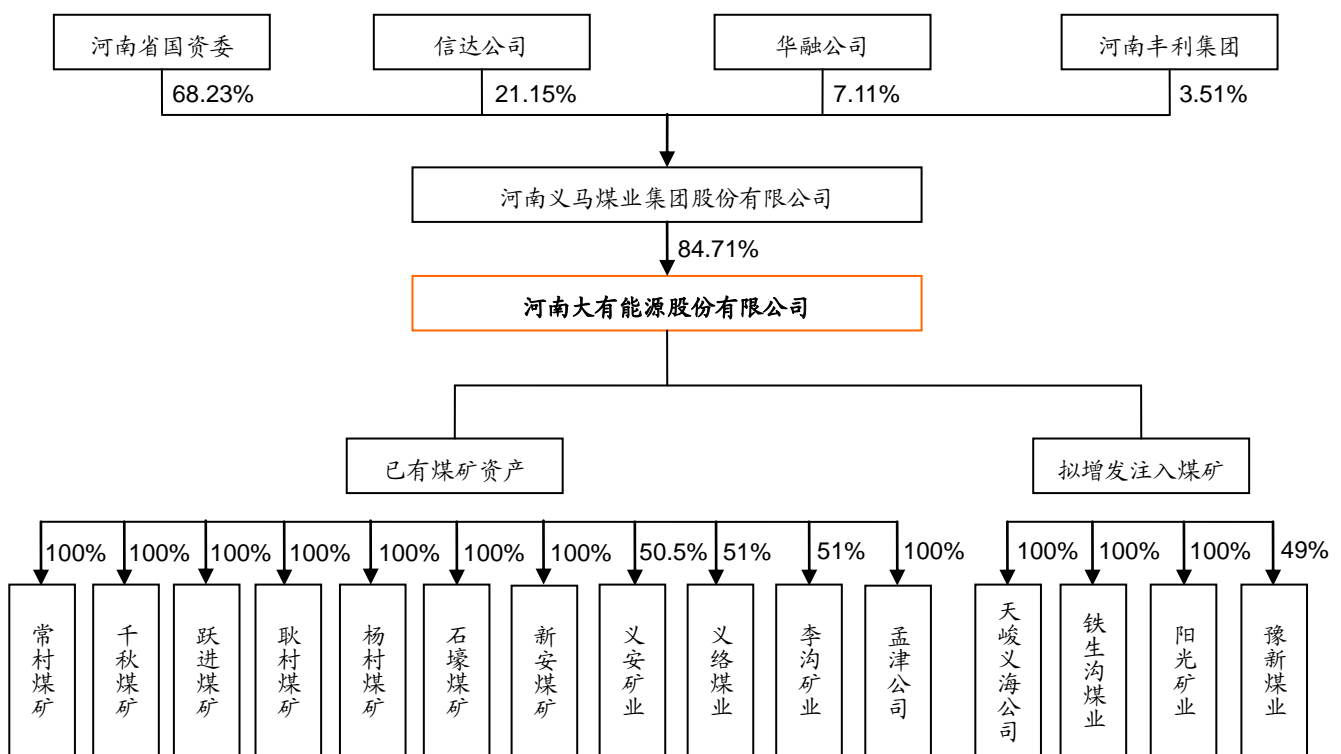 河南省国资委
信达公司
华融公司
河南丰利集团
68.23%
21.15%
7.11%
3.51%
河南义马煤业集团股份有限公司
84.71%
河南大有能源股份有限公司
已有煤矿资产
拟增发注入煤矿
100%
100%
100%
100%
100%
100%
100%
50.5%
51%
51%
100%
100%
100%
100%
49%
常村煤矿
千秋煤矿
跃进煤矿
耿村煤矿
杨村煤矿
石壕煤矿
新安煤矿
义安矿业
义络煤业
李沟矿业
孟津公司
天峻义海公司
铁生沟煤业
阳光矿业
豫新煤业